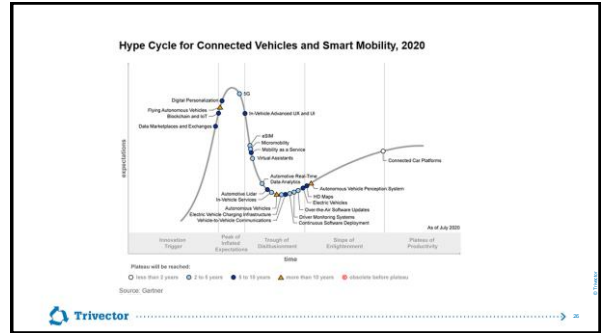 Hype Cycle for Connected Vehicles and Smart Mobility, 2020
expectations
5G
Digital Personalization
Flying Autonomous Vehicles
Blockchain and IoT
In-Vehicle Advanced UX and UI
Data Marketplaces and Exchanges
eSIM
Micromobility
Mobility as a Service
Virtual Assistants
Automotive Real-Time
Data Analytics
Connected Car Platforms
Automotive Lidar
In-Vehicle Services
Autonomous Vehicle Perception System
HD Maps
Electric Vehicles
Autonomous Vehicles
Over-the-Air Software Updates
Electric Vehicle Charging Infrastructure
Driver Monitoring Systems
Vehicle-to-Vehicle Communications
Continuous Software Deployment
As of July 2020
Innovation
Trigger
Peak of
Inflated
Expectations
Trough of
Disillusionment
Slope of
Enlightenment
Plateau of
Productivity
time
Plateau will be reached:
less than 2 years
2 to 5 years
5 to 10 years
more than 10 years
obsolete before plateau
Source: Gartner
Trivector
© Trivector